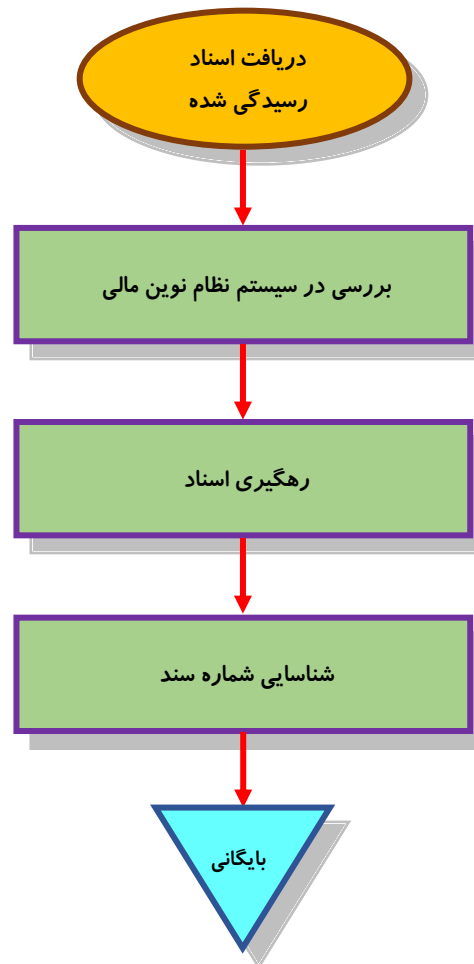 دریافت اسناد
رسیدگی شده
بررسی در سیستم نظام نوین مالی
رهگیری اسناد
شناسایی شماره سند
بایگانی